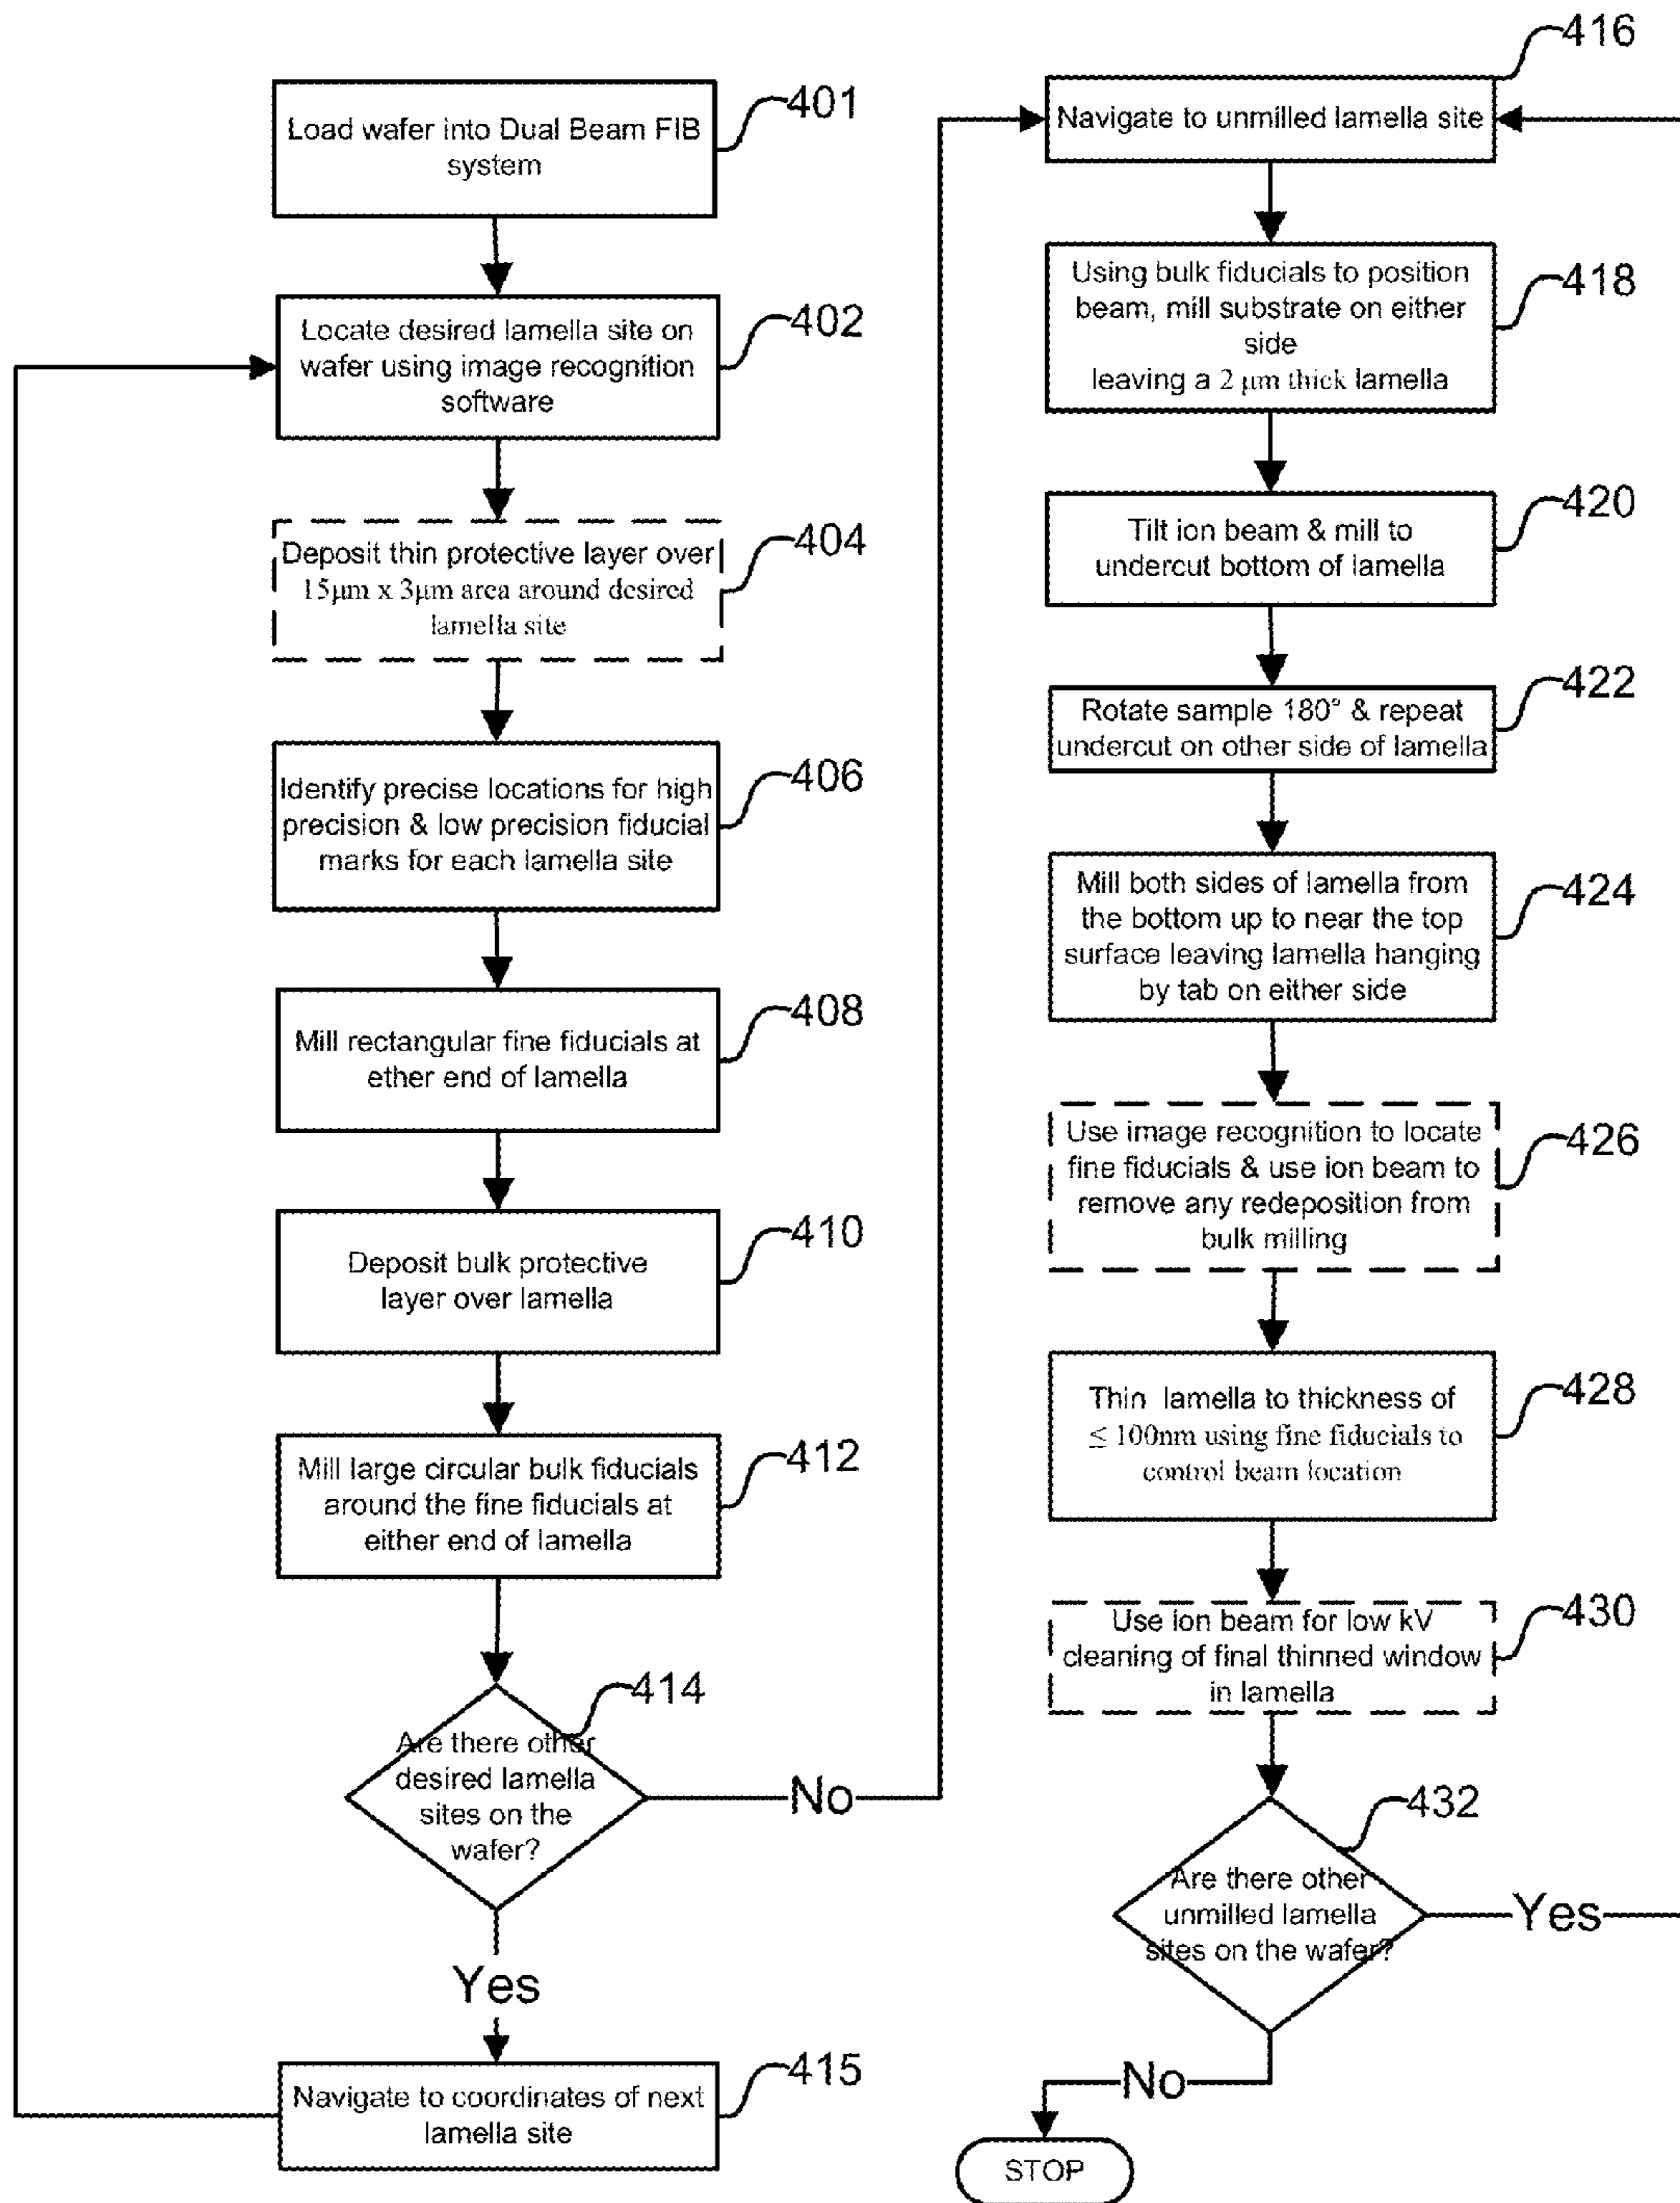 401
Load wafer into Dual Beam FIB
system
402
Locate desired lamella site on
wafer using image recognition
software
404
Deposit thin protective layer over
15μm x 3μm area around desired
lamella site
406
Identify precise locations for high
precision & low precision fiducial
marks for each lamella site
408
Mill rectangular fine fiducials at
ether end of lamella
410
Deposit bulk protective
layer over lamella
412
Mill large circular bulk fiducials
around the fine fiducials at
either end of lamella
414
Are there other
desired lamella
sites on the
wafer?
No
Yes
415
Navigate to coordinates of next
lamella site
416
Navigate to unmilled lamella site
418
Using bulk fiducials to position
beam, mill substrate on either
side
leaving a 2 μm thick lamella
420
Tilt ion beam & mill to
undercut bottom of lamella
422
Rotate sample 180° & repeat
undercut on other side of lamella
424
Mill both sides of lamella from
the bottom up to near the top
surface leaving lamella hanging
by tab on either side
426
Use image recognition to locate
fine fiducials & use ion beam to
remove any redeposition from
bulk milling
428
Thin lamella to thickness of
≤ 100nm using fine fiducials to
control beam location
430
Use ion beam for low kV
cleaning of final thinned window
in lamella
432
Are there other
unmilled lamella
sites on the wafer?
Yes
No
STOP